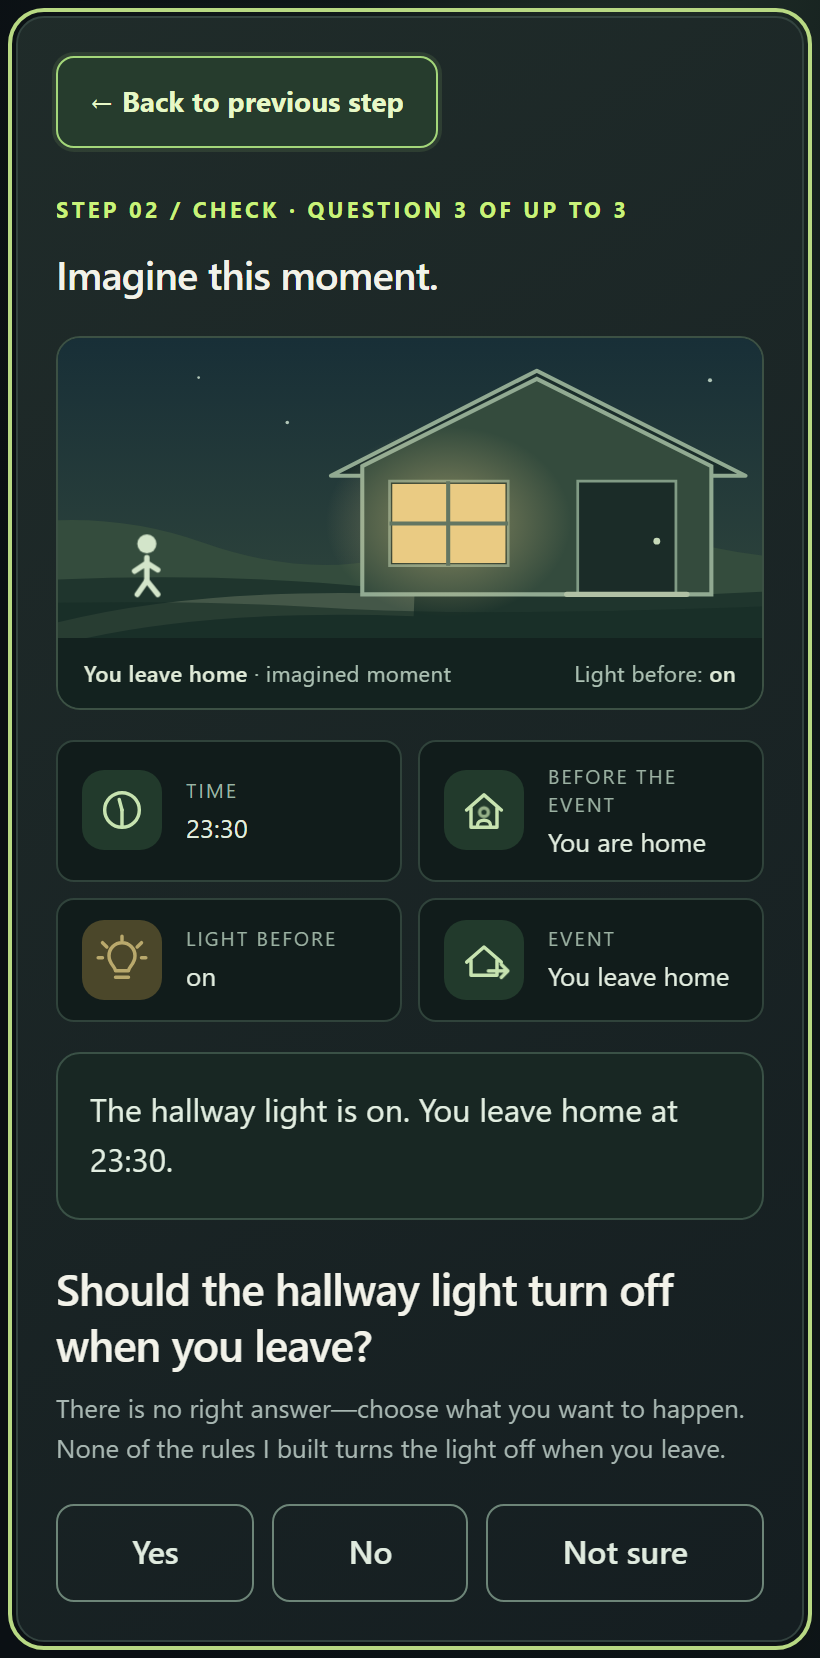 ← Back to previous step
STEP 02 / CHECK · QUESTION 3 OF UP TO 3
Imagine this moment.
You leave home · imagined moment
Light before: on
TIME
23:30
BEFORE THE
EVENT
You are home
LIGHT BEFORE
on
EVENT
You leave home
The hallway light is on. You leave home at
23:30.
Should the hallway light turn off
when you leave?
There is no right answer—choose what you want to happen.
None of the rules I built turns the light off when you leave.
Yes
No
Not sure